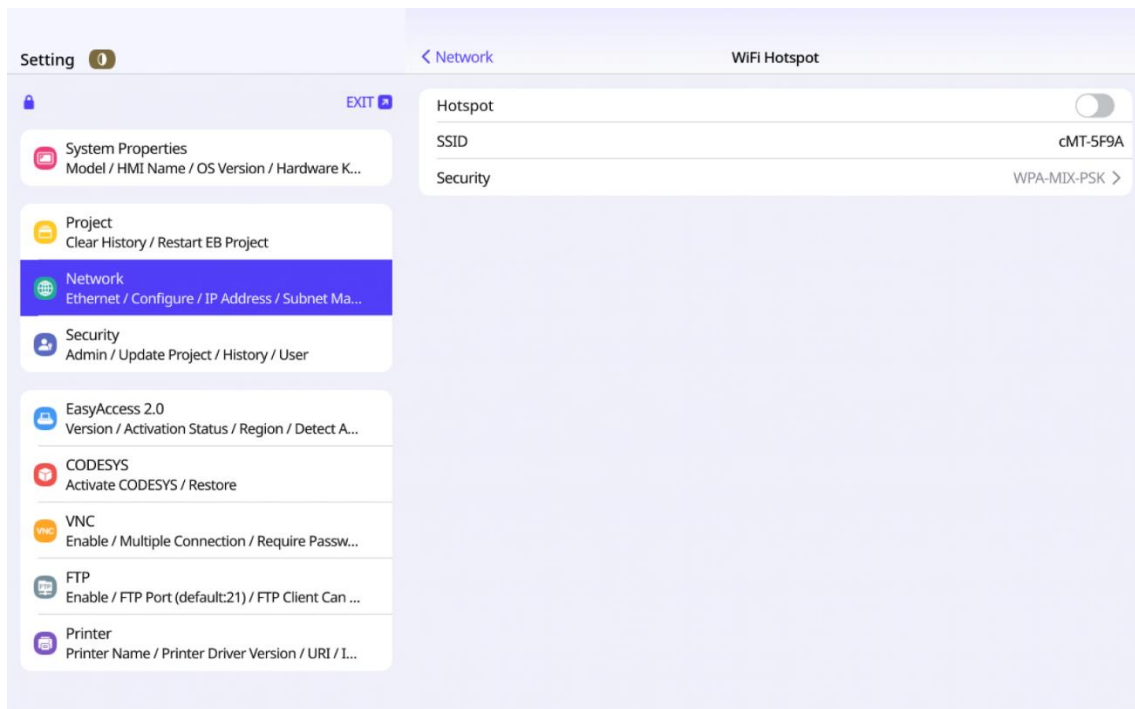 Setting
EXIT
System Properties
Model / HMI Name / OS Version / Hardware K...
Project
Clear History / Restart EB Project
Network
Ethernet / Configure / IP Address / Subnet Ma...
Security
Admin / Update Project / History / User
EasyAccess 2.0
Version / Activation Status / Region / Detect A...
CODESYS
Activate CODESYS / Restore
VNC
VNC
Enable / Multiple Connection / Require Passw...
FTP
FTP
Enable / FTP Port (default:21) / FTP Client Can ...
Printer
Printer Name / Printer Driver Version / URI / I...
Network
WiFi Hotspot
Hotspot
SSID cMT-5F9A
Security WPA-MIX-PSK